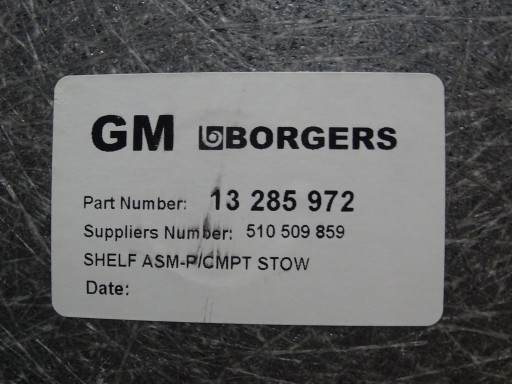 GM BORGERS
Part Number: 13 285 972
Suppliers Number: 510 509 859
SHELF ASM-P/CMPT STOW
Date: